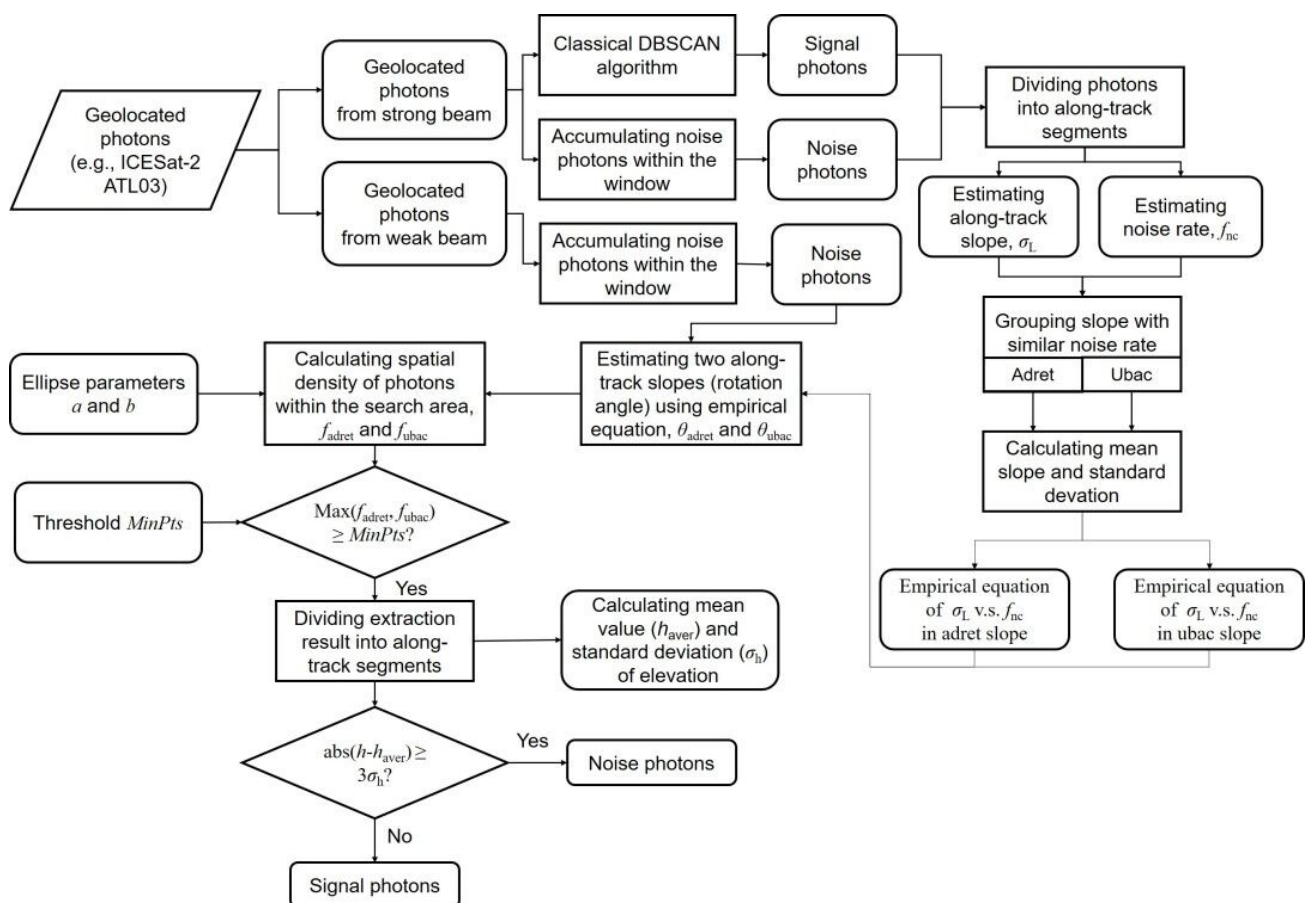 Geolocated
photons
(e.g., ICESat-2
ATL03)
Geolocated
photons
from strong beam
Geolocated
photons
from weak beam
Classical DBSCAN
algorithm
Signal
photons
Accumulating noise
photons within the
window
Noise
photons
Accumulating noise
photons within the
window
Noise
photons
Dividing photons
into along-track
segments
Estimating
along-track
slope, σL
Estimating
noise rate, fnc
Grouping slope with
similar noise rate
Adret
Ubac
Calculating mean
slope and standard
devation
Empirical equation
of σL v.s. fnc
in adret slope
Empirical equation
of σL v.s. fnc
in ubac slope
Estimating two along-
track slopes (rotation
angle) using empirical
equation, θadret and θubac
Ellipse parameters
a and b
Calculating spatial
density of photons
within the search area,
fadret and fubac
Threshold MinPts
Max(fadret, fubac)
≥ MinPts?
Yes
Dividing extraction
result into along-
track segments
Calculating mean
value (haver) and
standard deviation (σh)
of elevation
abs(h-haver) ≥
3σh?
Yes
Noise photons
No
Signal photons